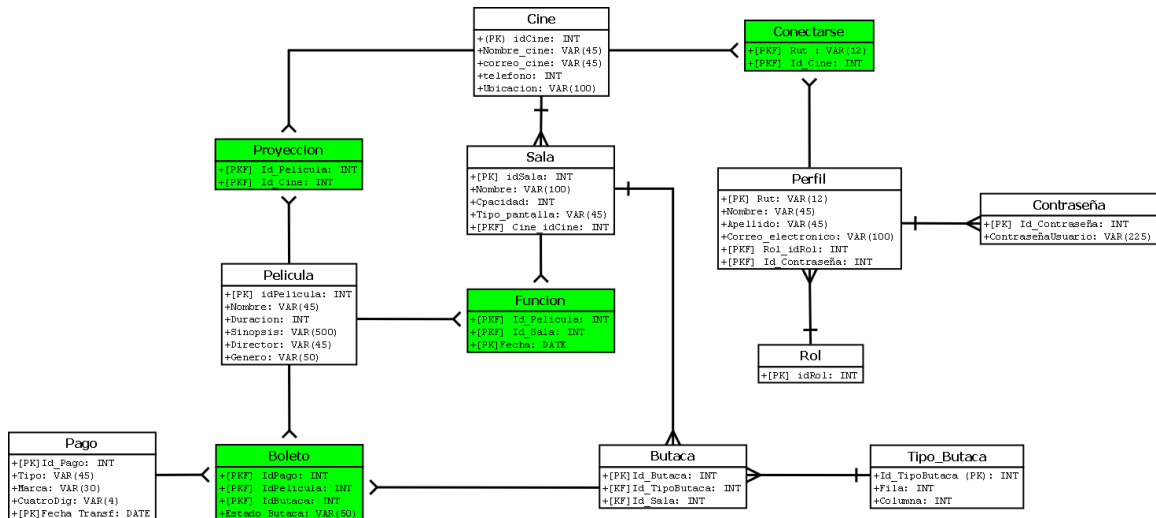 Cine
+(PK) idCine: INT
+Nombre_cine: VAR(45)
+correo_cine: VAR(45)
+telefono: INT
+Ubicacion: VAR(100)
Conectarse
+[PKF] Rut : VAR(12)
+[PKF] Id_Cine: INT
Proyeccion
+[PKF] Id_Pelicula: INT
+[PKF] Id_Cine: INT
Sala
+[PK] idSala: INT
+Nombre: VAR(100)
+Cpacidad: INT
+Tipo_pantalla: VAR(45)
+[PKF] Cine_idCine: INT
Perfil
+[PK] Rut: VAR(12)
+Nombre: VAR(45)
+Apellido: VAR(45)
+Correo_electronico: VAR(100)
+[PKF] Rol_idRol: INT
+[PKF] Id_Contraseña: INT
Contraseña
+[PK] Id_Contraseña: INT
+ContraseñaUsuario: VAR(225)
Pelicula
+[PK] idPelicula: INT
+Nombre: VAR(45)
+Duracion: INT
+Sinopsis: VAR(500)
+Director: VAR(45)
+Genero: VAR(50)
Funcion
+[PKF] Id_Pelicula: INT
+[PKF] Id_Sala: INT
+[PK]Fecha: DATE
Rol
+[PK] idRol: INT
Pago
+[PK]Id_Pago: INT
+Tipo: VAR(45)
+Marca: VAR(30)
+CuatroDig: VAR(4)
+[PK]Fecha_Transf: DATE
Boleto
+[PKF] IdPago: INT
+[PKF] IdPelicula: INT
+[PKF] IdButaca: INT
+Estado_Butaca: VAR(50)
Butaca
+[PK]Id_Butaca: INT
+[KF]Id_TipoButaca: INT
+[KF]Id_Sala: INT
Tipo_Butaca
+Id_TipoButaca (PK): INT
+Fila: INT
+Columna: INT